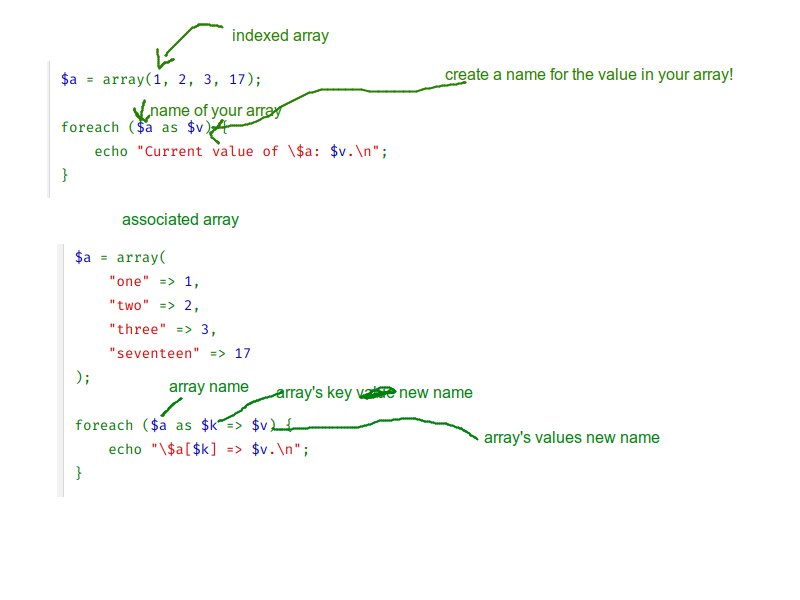 indexed array
$a = array(1, 2, 3, 17);
create a name for the value in your array!
name of your array
foreach ($a as $v) {
echo "Current value of \$a: $v.\n";
}
associated array
$a = array(
"one" => 1,
"two" => 2,
"three" => 3,
"seventeen" => 17
);
array name
array's key value new name
foreach ($a as $k => $v) {
array's values new name
echo "\$a[$k] => $v.\n";
}